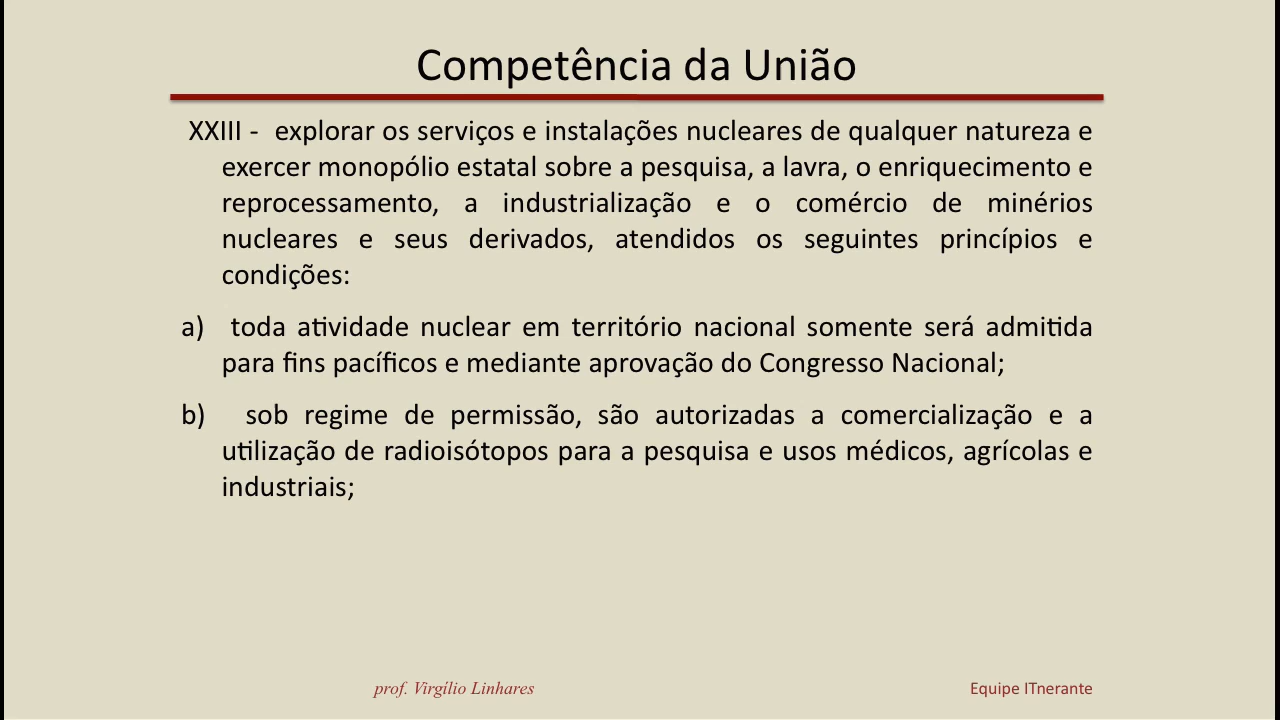 Competência da União
XXIII - explorar os serviços e instalações nucleares de qualquer natureza e
exercer monopólio estatal sobre a pesquisa, a lavra, o enriquecimento e
reprocessamento, a industrialização e o comércio de minérios
nucleares e seus derivados, atendidos os seguintes princípios e
condições:
a) toda atividade nuclear em território nacional somente será admitida
para fins pacíficos e mediante aprovação do Congresso Nacional;
b) sob regime de permissão, são autorizadas a comercialização e a
utilização de radioisótopos para a pesquisa e usos médicos, agrícolas e
industriais;
prof. Virgílio Linhares
Equipe ITnerante